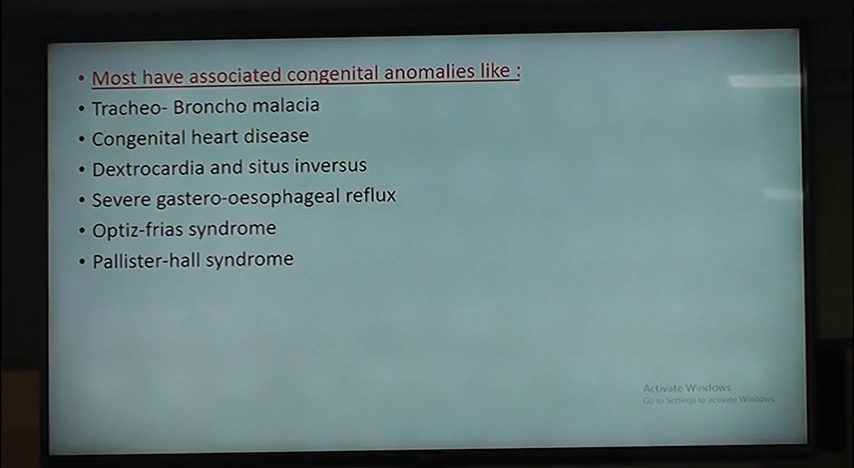 • Most have associated congenital anomalies like :
• Tracheo- Broncho malacia
• Congenital heart disease
• Dextrocardia and situs inversus
• Severe gastero-oesophageal reflux
• Optiz-frias syndrome
• Pallister-hall syndrome
Activate Windows
Go to Settings to activate Windows.